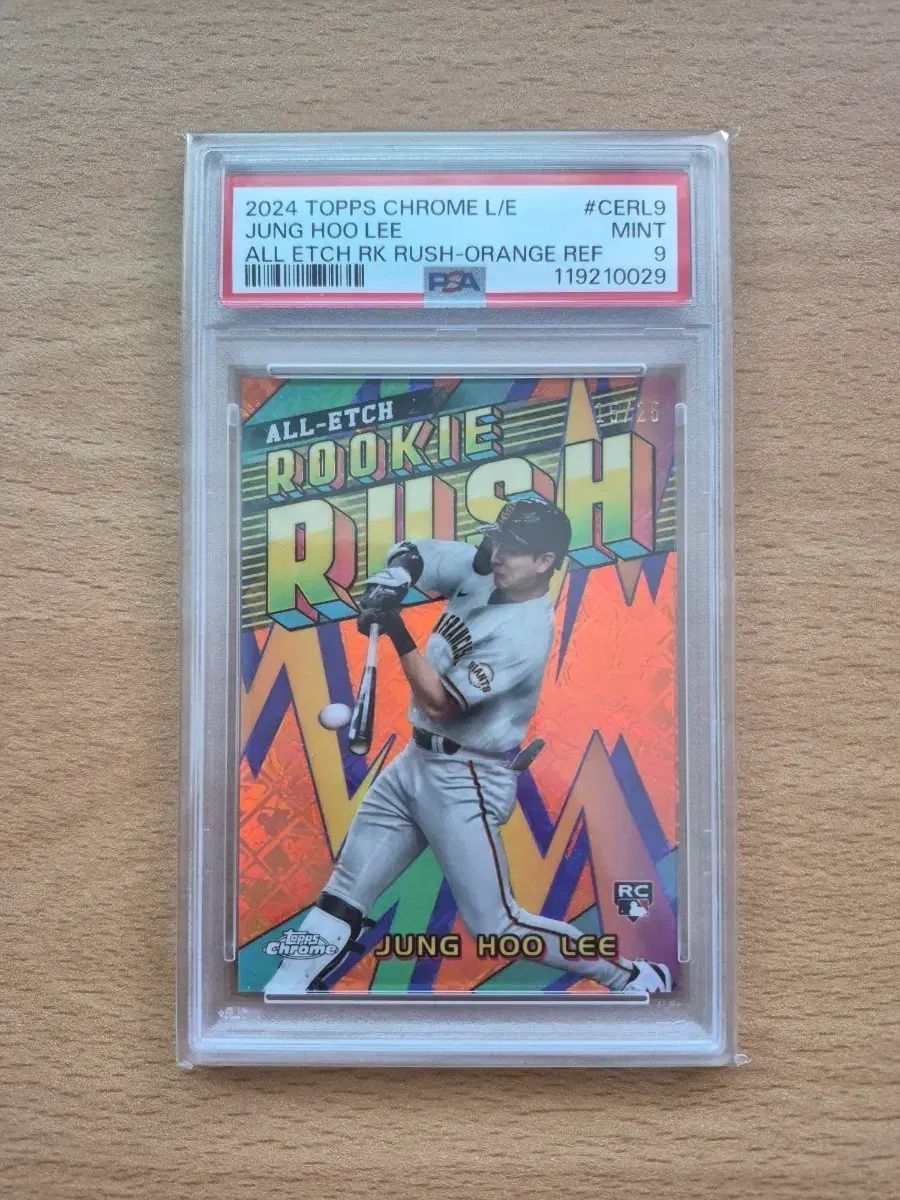 2024 TOPPS CHROME L/E #CERL9
JUNG HOO LEE MINT
ALL ETCH RK RUSH-ORANGE REF 9
PSA 119210029
ALL-ETCH
ROOKIE
RUSH
GIANTS
RC
Topps Chrome
JUNG HOO LEE